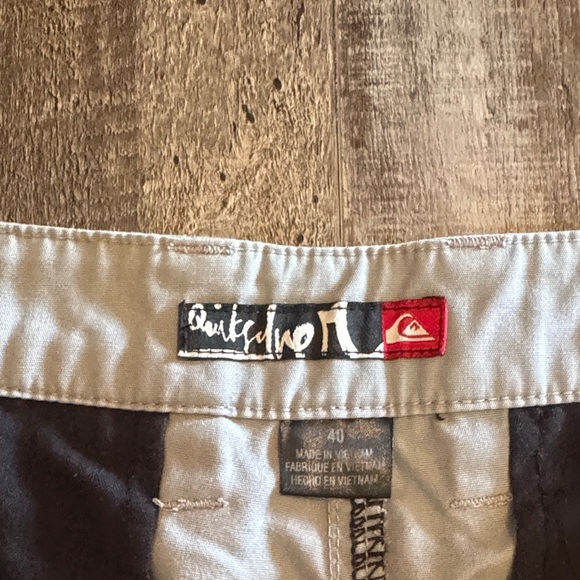 Quiksilver
40
MADE IN VIETNAM
FABRIQUE EN VIETNAM
HECHO EN VIETNAM